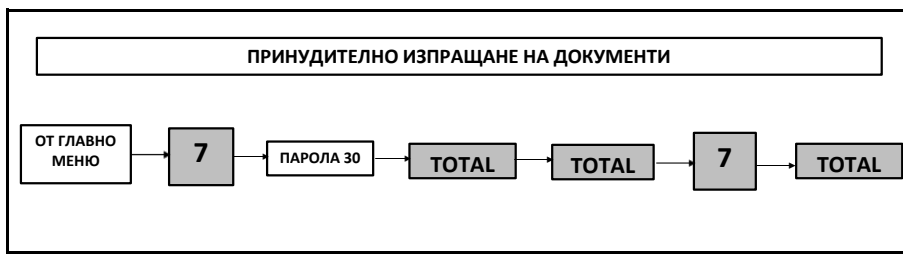 ПРИНУДИТЕЛНО ИЗПРАЩАНЕ НА ДОКУМЕНТИ
ОТ ГЛАВНО
МЕНЮ
7
ПАРОЛА 30
TOTAL
TOTAL
7
TOTAL